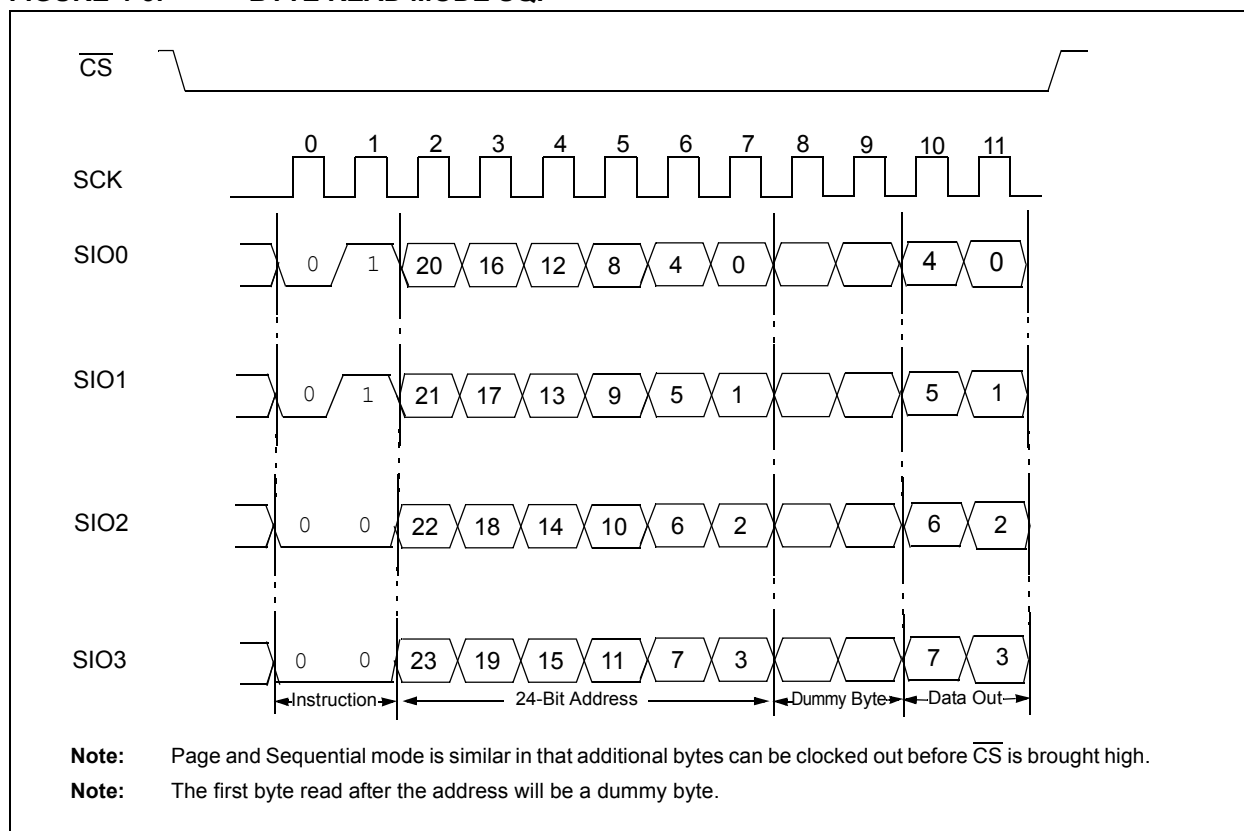 CS
0 1 2 3 4 5 6 7 8 9 10 11
SCK
SIO0 0 1 20 16 12 8 4 0 4 0
SIO1 0 1 21 17 13 9 5 1 5 1
SIO2 0 0 22 18 14 10 6 2 6 2
SIO3 0 0 23 19 15 11 7 3 7 3
Instruction 24-Bit Address Dummy Byte Data Out
Note: Page and Sequential mode is similar in that additional bytes can be clocked out before CS is brought high.
Note: The first byte read after the address will be a dummy byte.